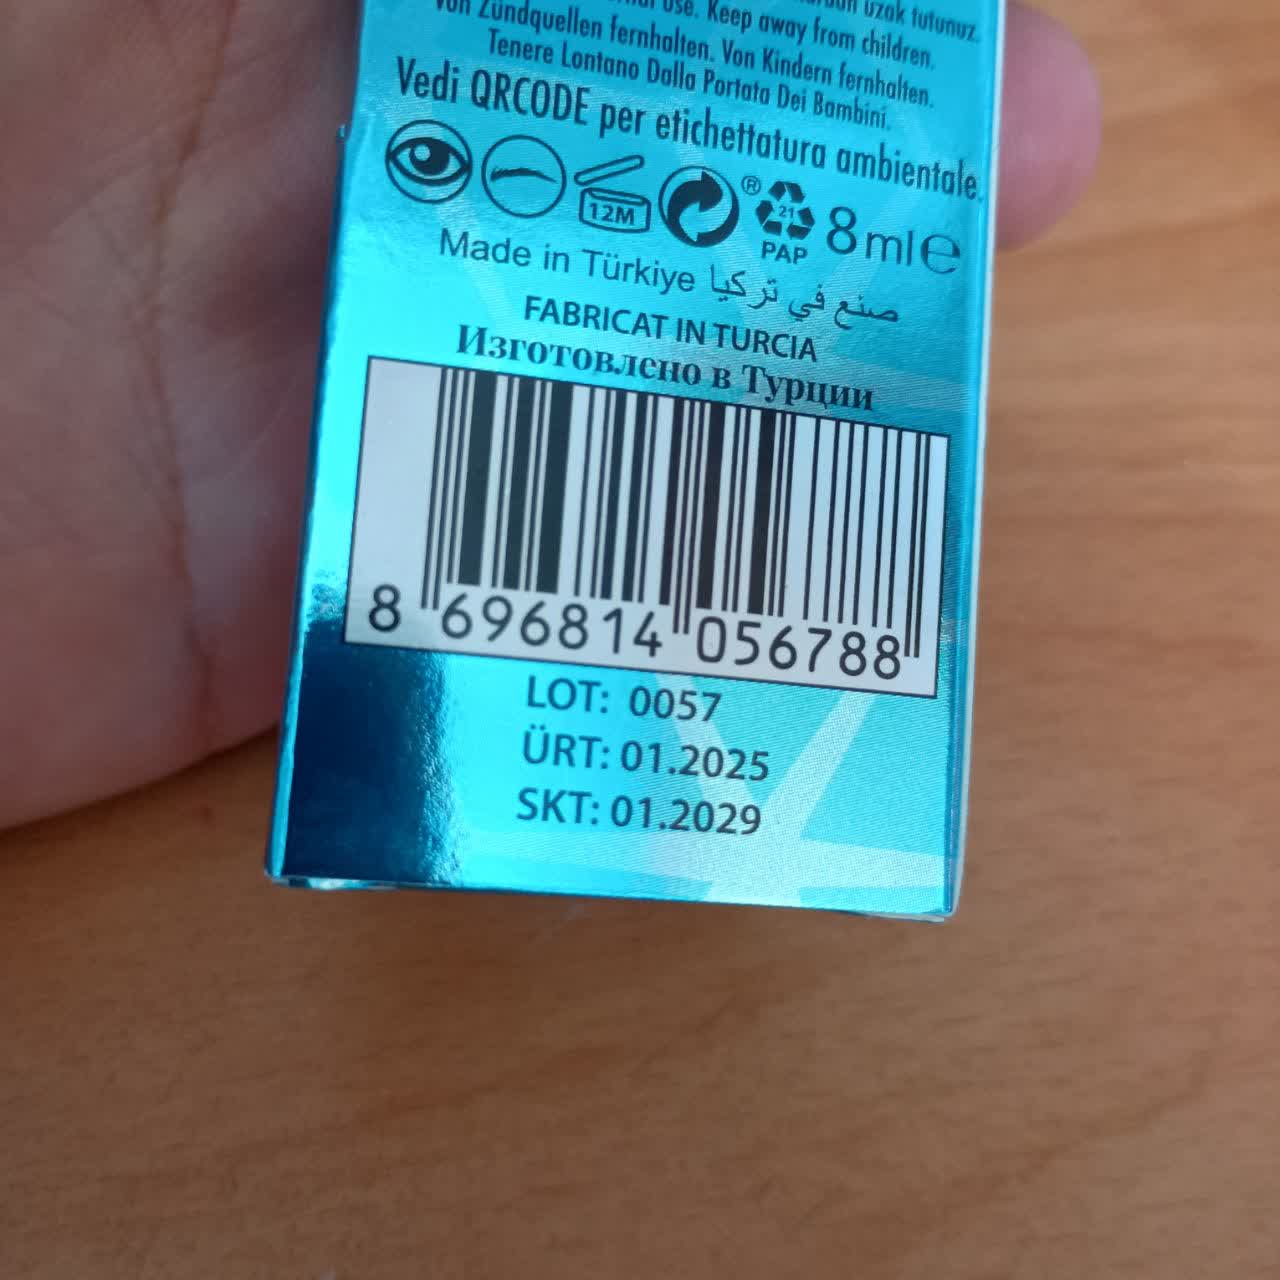 uzak tutunuz.
use. Keep away from children.
Von Zündquellen fernhalten. Von Kindern fernhalten.
Tenere Lontano Dalla Portata Dei Bambini.
Vedi QRCODE per etichettatura ambientale.
12M
®
21
PAP
8 ml ℮
Made in Türkiye صنع في تركيا
FABRICAT IN TURCIA
Изготовлено в Турции
8 696814 056788
LOT: 0057
ÜRT: 01.2025
SKT: 01.2029